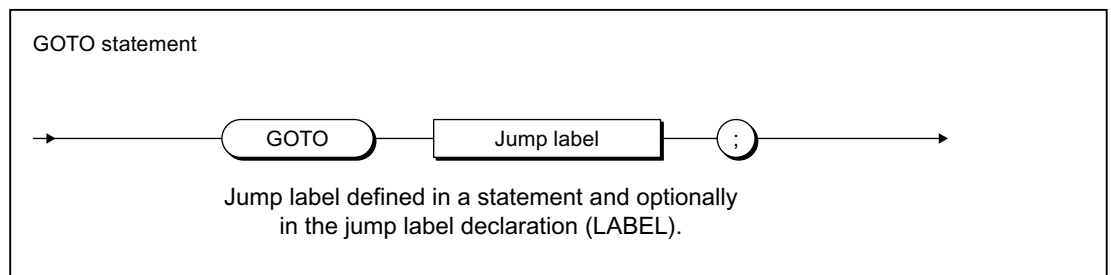 GOTO statement
GOTO Jump label ;
Jump label defined in a statement and optionally
in the jump label declaration (LABEL).